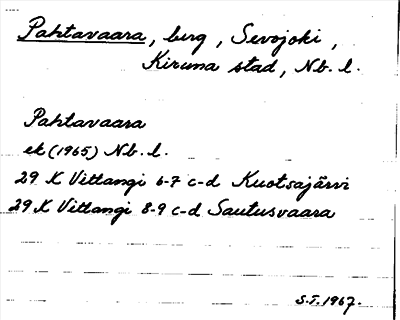 Pahtavaara, berg, Sevojoki,
Kiruna stad, Nb. l.
Pahtavaara
ek (1965) Nb. l.
29 K Vittangi 6-7 c-d Kuotsajärvi
29 K Vittangi 8-9 c-d Sautusvaara
S.T. 1967.